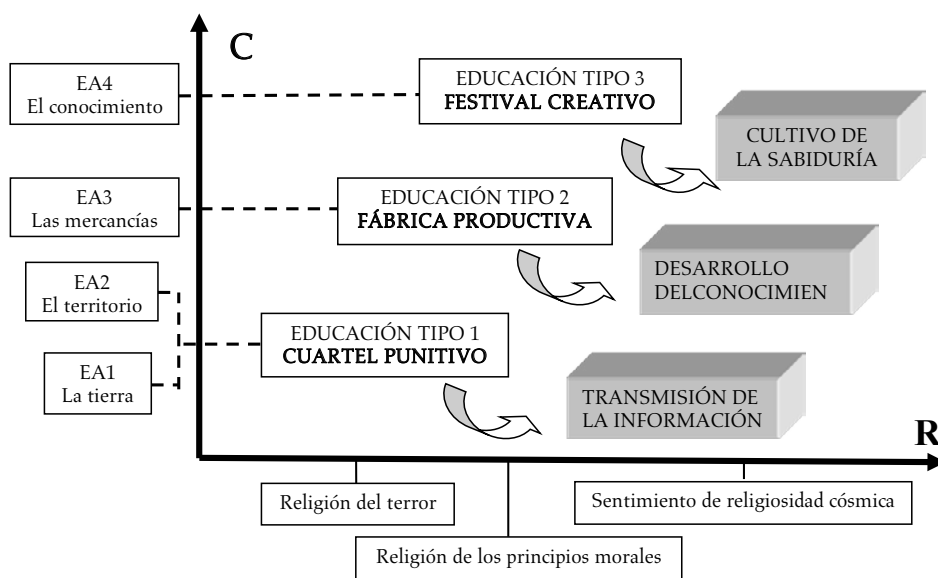 C
EA4
El conocimiento
EDUCACIÓN TIPO 3
FESTIVAL CREATIVO
CULTIVO DE
LA SABIDURÍA
EA3
Las mercancías
EDUCACIÓN TIPO 2
FÁBRICA PRODUCTIVA
DESARROLLO
DELCONOCIMIEN
EA2
El territorio
EDUCACIÓN TIPO 1
CUARTEL PUNITIVO
EA1
La tierra
TRANSMISIÓN DE
LA INFORMACIÓN
R
Religión del terror
Sentimiento de religiosidad cósmica
Religión de los principios morales